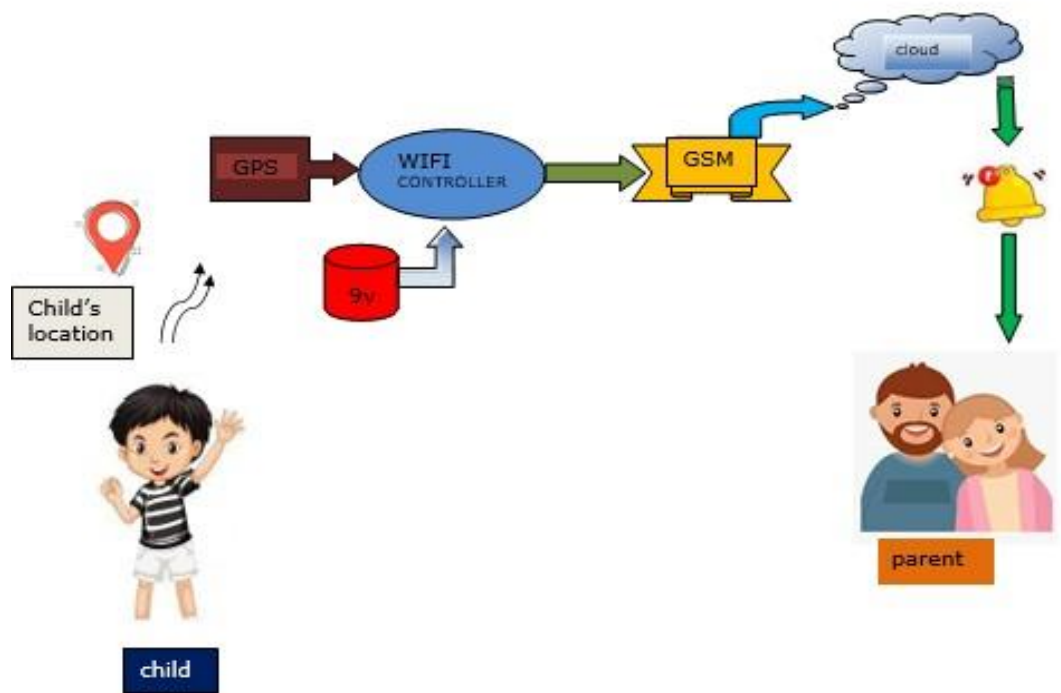 cloud
GPS
WIFI
CONTROLLER
GSM
9v
Child's
location
parent
child